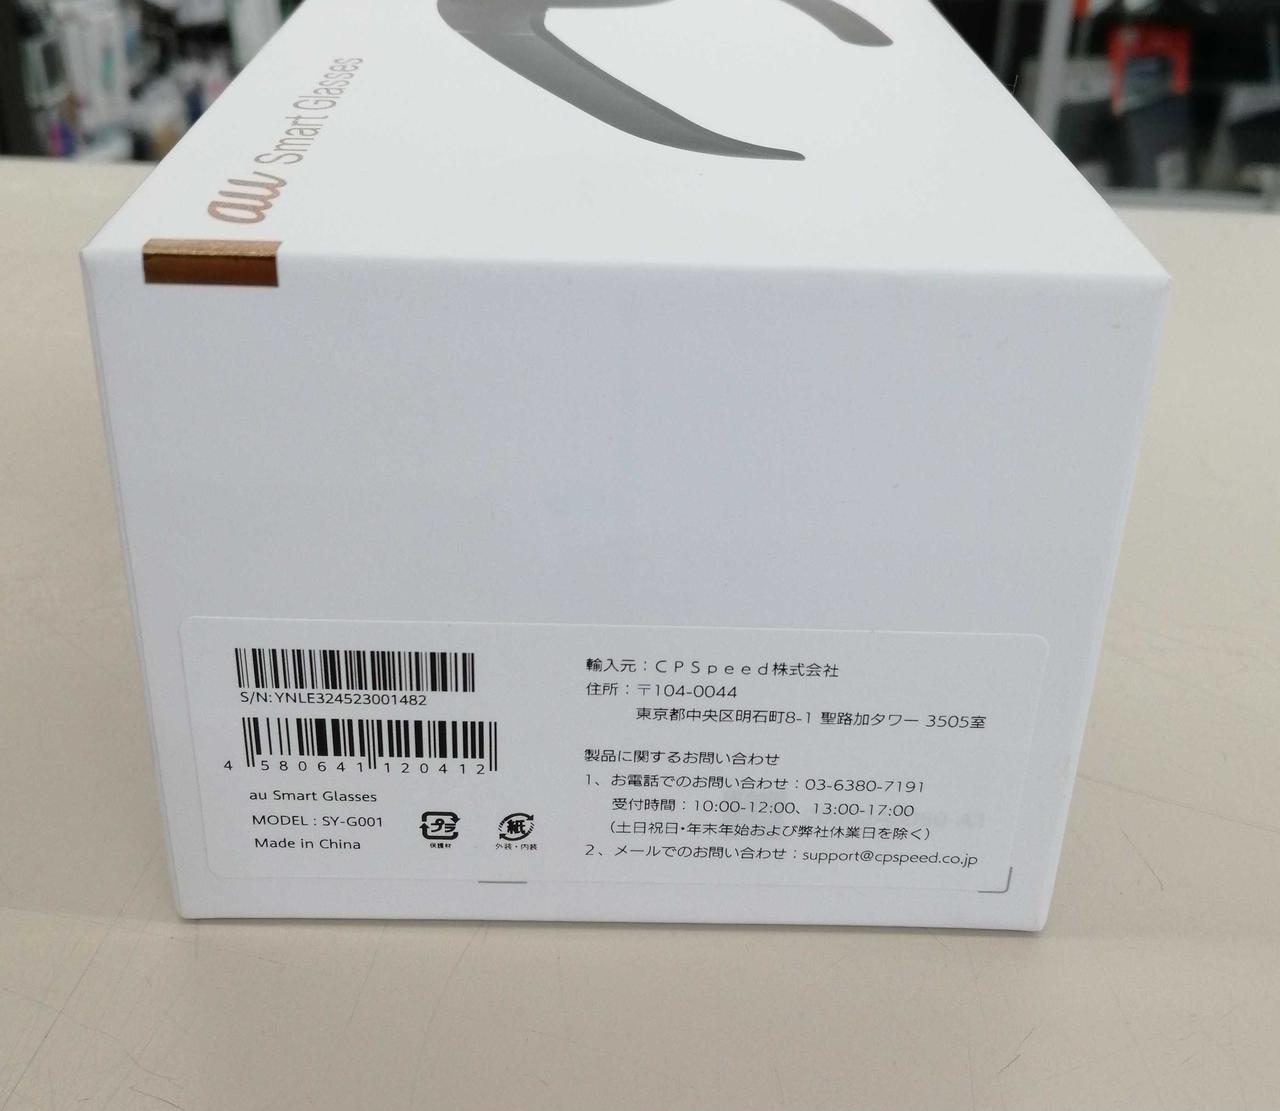 au Smart Glasses
S/N:YNLE324523001482
4 580641 120412
au Smart Glasses
MODEL : SY-G001
Made in China
プラ
保護材
紙
外装・内装
輸入元：ＣＰＳｐｅｅｄ株式会社
住所：〒104-0044
東京都中央区明石町8-1 聖路加タワー 3505室
製品に関するお問い合わせ
１、お電話でのお問い合わせ：03-6380-7191
受付時間：10:00-12:00、13:00-17:00
（土日祝日・年末年始および弊社休業日を除く）
２、メールでのお問い合わせ：support@cpspeed.co.jp